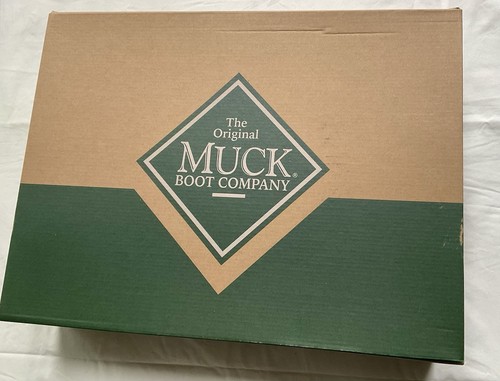 The
Original
MUCK®
BOOT COMPANY